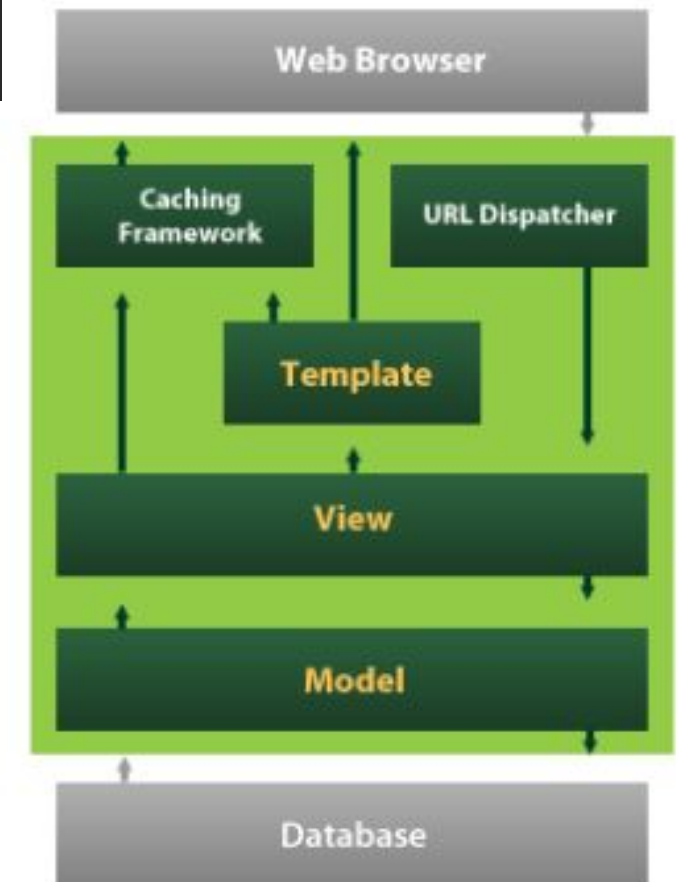 Web Browser
Caching
Framework
URL Dispatcher
Template
View
Model
Database